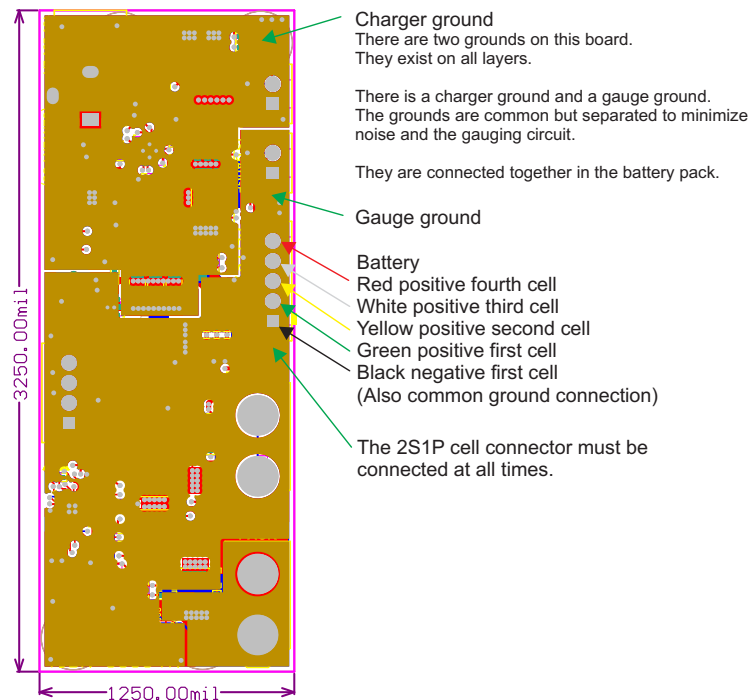 Charger ground
There are two grounds on this board.
They exist on all layers.
There is a charger ground and a gauge ground.
The grounds are common but separated to minimize
noise and the gauging circuit.
They are connected together in the battery pack.
Gauge ground
Battery
Red positive fourth cell
White positive third cell
Yellow positive second cell
Green positive first cell
Black negative first cell
(Also common ground connection)
The 2S1P cell connector must be
connected at all times.
3250.00mil
1250.00mil